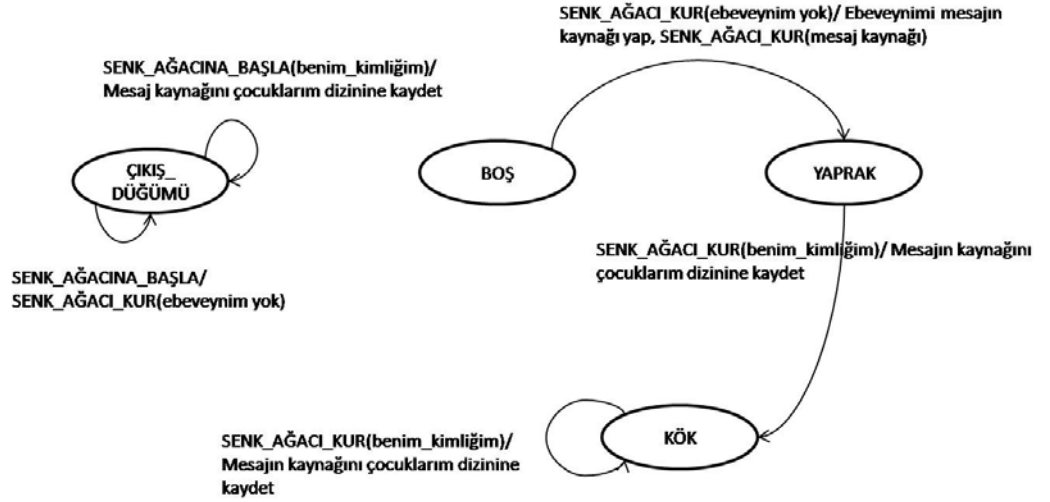 SENK_AĞACI_KUR(ebeveynim yok)/ Ebeveynimi mesajın
kaynağı yap, SENK_AĞACI_KUR(mesaj kaynağı)
SENK_AĞACINA_BAŞLA(benim_kimliğim)/
Mesaj kaynağını çocuklarım dizinine kaydet
ÇIKIŞ_
DÜĞÜMÜ
BOŞ
YAPRAK
SENK_AĞACI_KUR(benim_kimliğim)/ Mesajın kaynağını
çocuklarım dizinine kaydet
SENK_AĞACINA_BAŞLA/
SENK_AĞACI_KUR(ebeveynim yok)
KÖK
SENK_AĞACI_KUR(benim_kimliğim)/
Mesajın kaynağını çocuklarım dizinine
kaydet